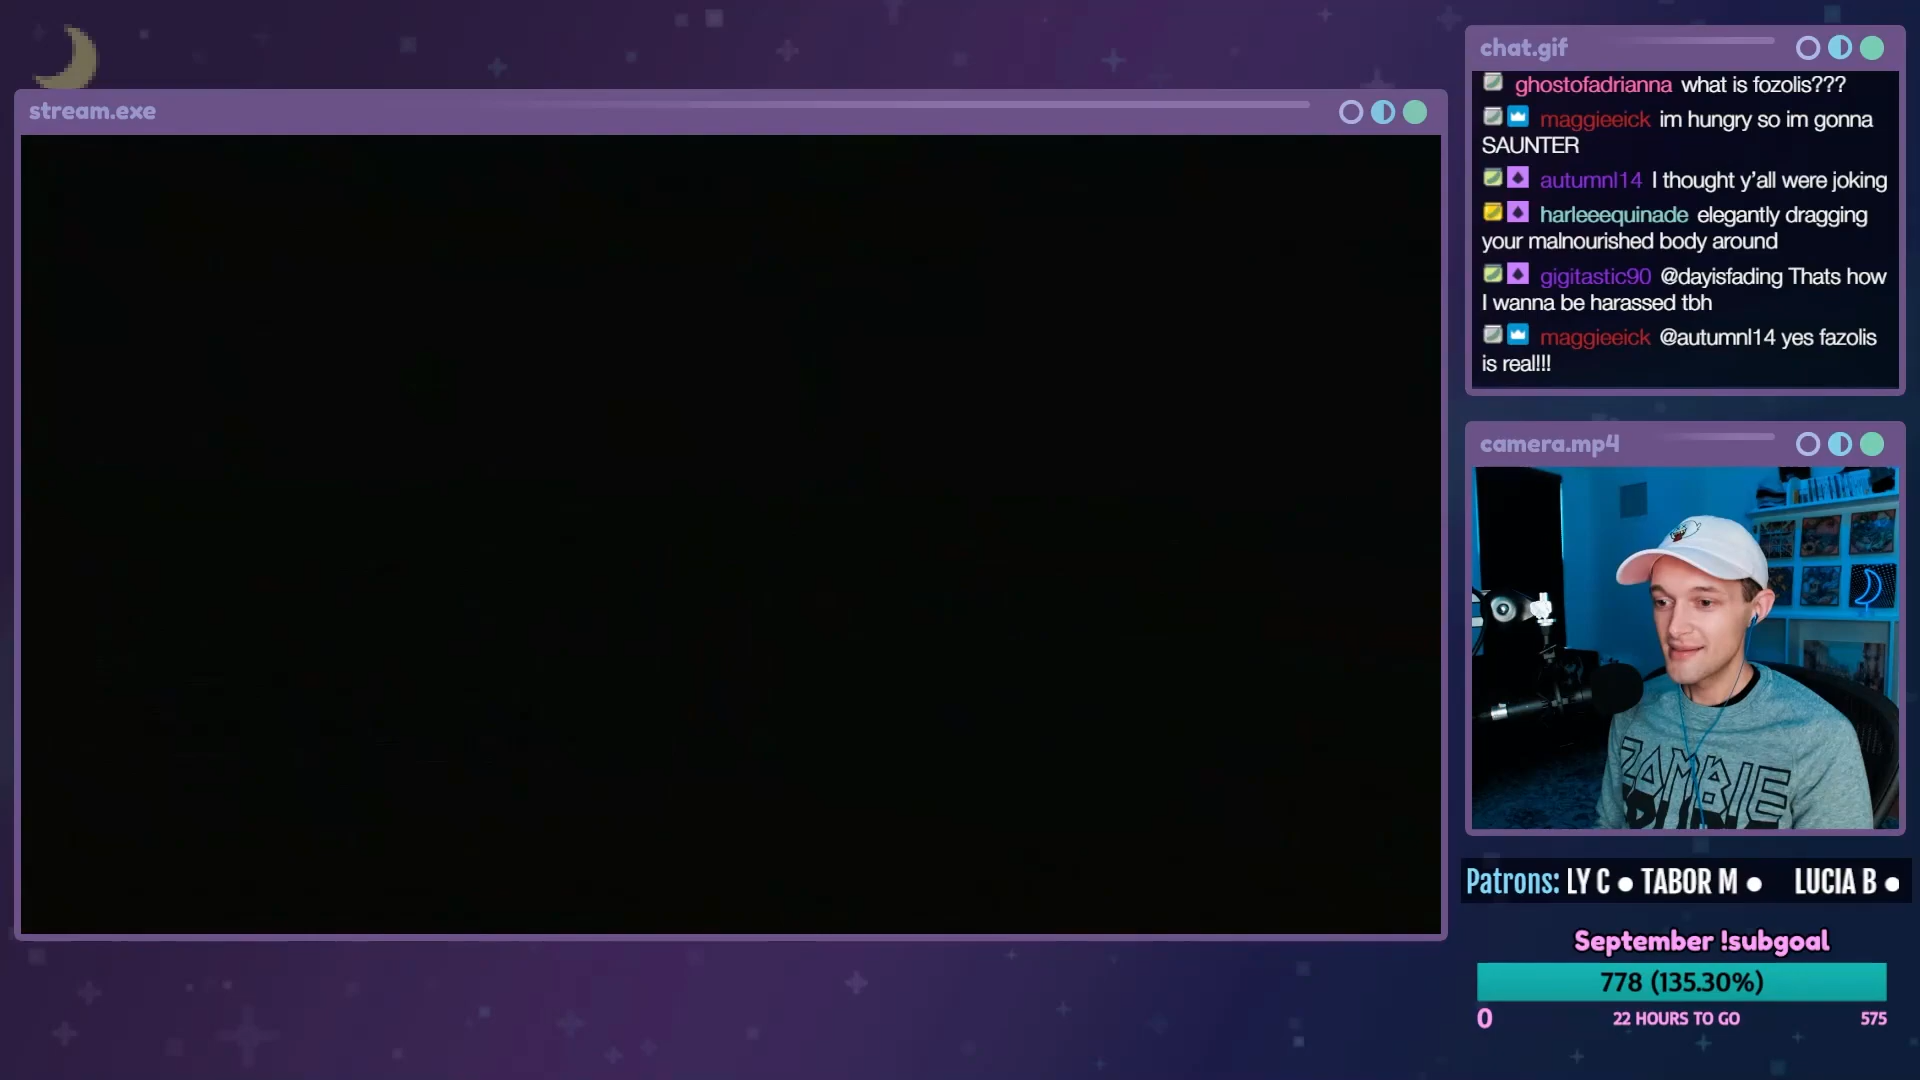 stream.exe
chat.gif
ghostofadrianna what is fozolis???
maggieeick im hungry so im gonna
SAUNTER
autumnl14 I thought y'all were joking
harleeequinade elegantly dragging
your malnourished body around
gigitastic90 @dayisfading Thats how
I wanna be harassed tbh
maggieeick @autumnl14 yes fazolis
is real!!!
camera.mp4
ZOMBIE
Patrons: LY C ● TABOR M ● LUCIA B ●
September !subgoal
778 (135.30%)
0 22 HOURS TO GO 575